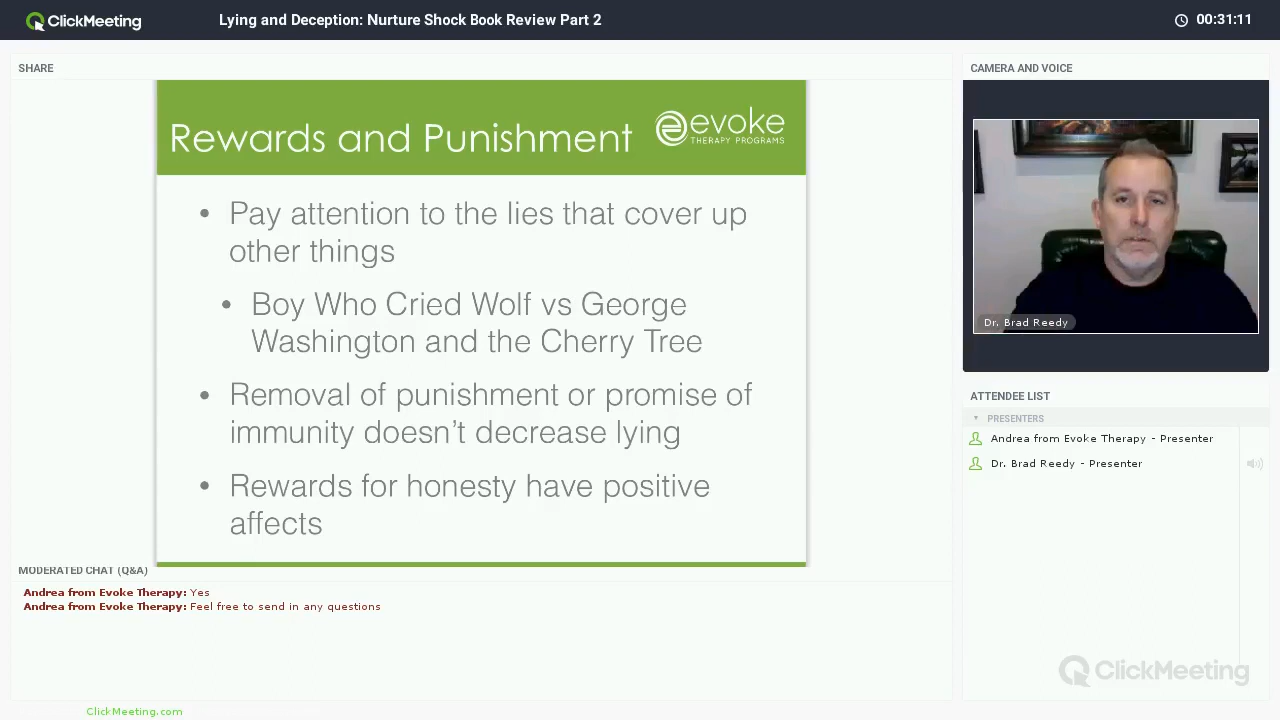 ClickMeeting
Lying and Deception: Nurture Shock Book Review Part 2
00:31:11
SHARE
CAMERA AND VOICE
Rewards and Punishment
evoke
THERAPY PROGRAMS
• Pay attention to the lies that cover up
other things
• Boy Who Cried Wolf vs George
Washington and the Cherry Tree
• Removal of punishment or promise of
immunity doesn't decrease lying
• Rewards for honesty have positive
affects
Dr. Brad Reedy
ATTENDEE LIST
PRESENTERS
Andrea from Evoke Therapy - Presenter
Dr. Brad Reedy - Presenter
MODERATED CHAT (Q&A)
Andrea from Evoke Therapy: Yes
Andrea from Evoke Therapy: Feel free to send in any questions
ClickMeeting
ClickMeeting.com